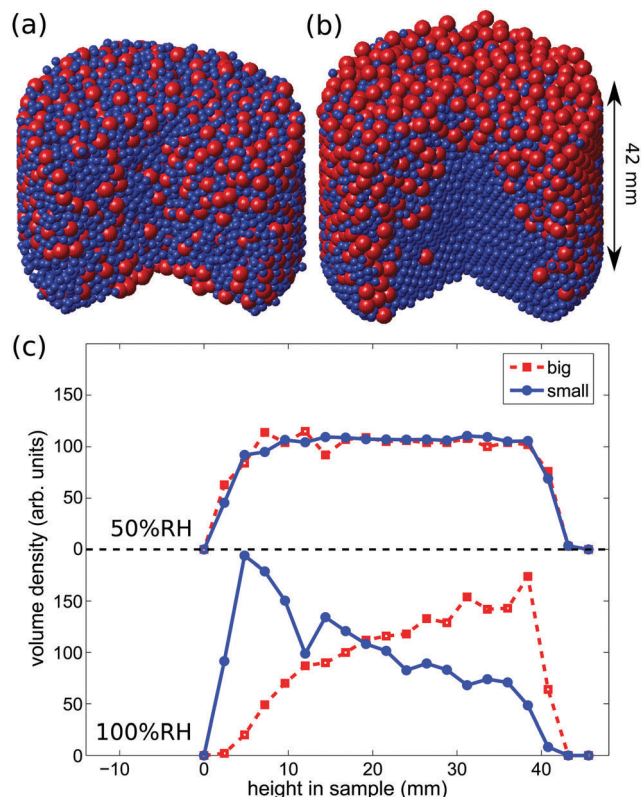 (a)
(b)
42 mm
(c)
big
small
volume density (arb. units)
150
100
50
0
50%RH
150
100
50
0
100%RH
-10
0
10
20
30
40
height in sample (mm)